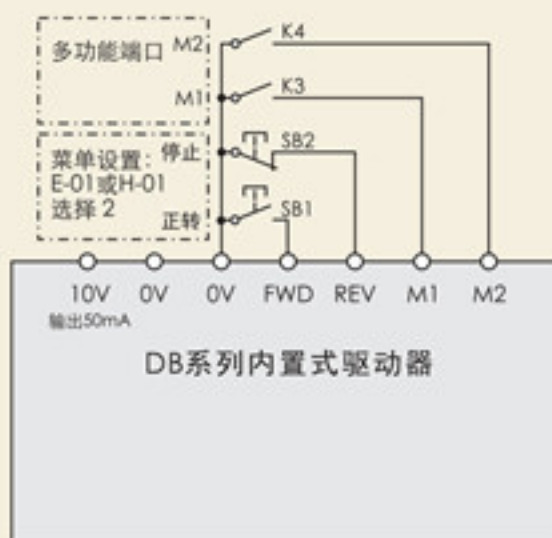 多功能端口 M2 K4
M1 K3
菜单设置： 停止 SB2
E-01或H-01
选择 2
正转 SB1
10V 0V 0V FWD REV M1 M2
输出50mA
DB系列内置式驱动器